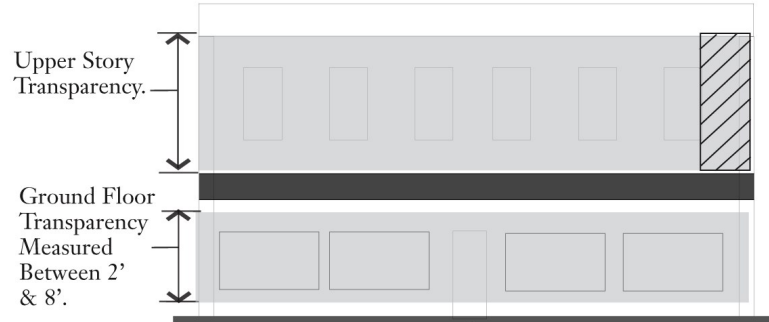 Upper Story
Transparency.
Ground Floor
Transparency
Measured
Between 2’
& 8’.